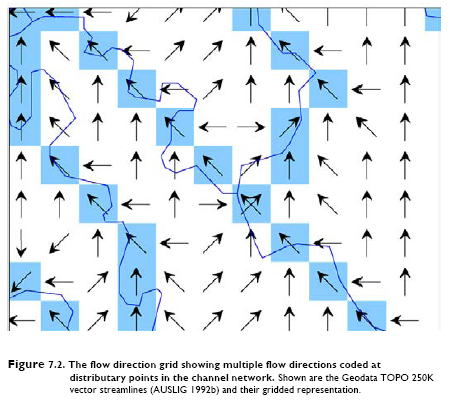 Figure 7.2. The flow direction grid showing multiple flow directions coded at
distributary points in the channel network. Shown are the Geodata TOPO 250K
vector streamlines (AUSLIG 1992b) and their gridded representation.